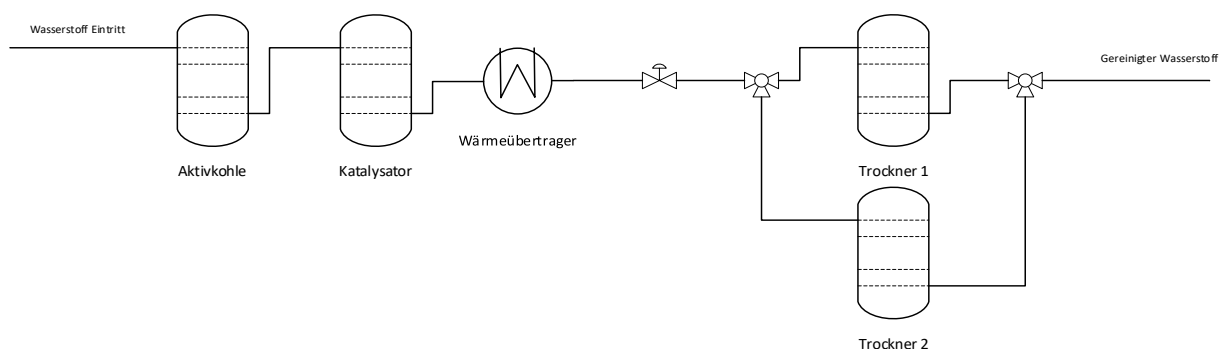 Wasserstoff Eintritt
Gereinigter Wasserstoff
Wärmeübertrager
Aktivkohle
Katalysator
Trockner 1
Trockner 2